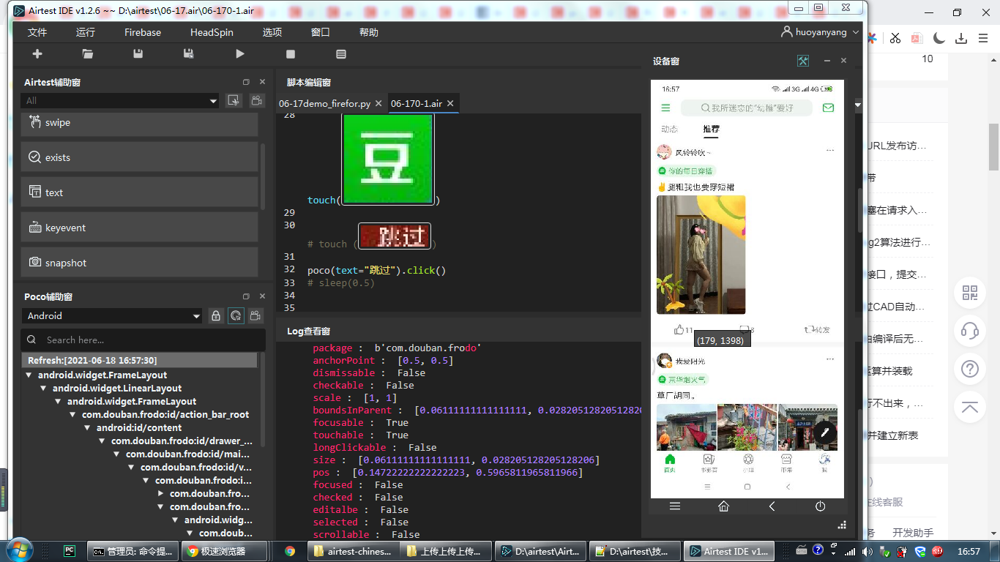 Airtest IDE v1.2.6 ~~ D:\airtest\06-17.air\06-170-1.air
文件 运行 Firebase HeadSpin 选项 窗口 帮助
huoyanyang
Airtest辅助窗
All
swipe
exists
text
keyevent
snapshot
Poco辅助窗
Android
Search here...
Refresh:[2021-06-18 16:57:30]
android.widget.FrameLayout
android.widget.LinearLayout
android.widget.FrameLayout
com.douban.frodo:id/action_bar_root
android:id/content
com.douban.frodo:id/drawer_...
com.douban.frodo:id/mai...
com.douban.frodo:id/v...
com.douban.frodo:i...
com.douban.fro...
com.douban.fro...
android.widg...
com.doub...
脚本编辑窗
06-17demo_firefor.py 06-170-1.air
28
豆
touch( )
29
30
跳过
# touch ( )
31
32 poco(text="跳过").click()
33 # sleep(0.5)
34
35
Log查看窗
package : b'com.douban.frodo'
anchorPoint : [0.5, 0.5]
dismissable : False
checkable : False
scale : [1, 1]
boundsInParent : [0.06111111111111111, 0.028205128205128206
focusable : True
touchable : True
longClickable : False
size : [0.06111111111111111, 0.028205128205128206]
pos : [0.14722222222222223, 0.5965811965811966]
focused : False
checked : False
editalbe : False
selected : False
scrollable : False
设备窗
16:57 3G 4G
我所迷恋的“幼稚”爱好
动态 推荐
风铃铃吹~
你的每日穿搭
腿粗我也要穿短裙
11 8 转发
(179, 1398)
我爱阳光
京华烟火气
草厂胡同。
首页 书影音 小组 市集 我
10
URL发布访...
带
塞在请求入...
g2算法进行...
接口，提交...
过CAD自动...
由编译后无...
运算并装载
行不出来，...
并建立新表
)
在线客服
务 开发助手
管理员: 命令提...
极速浏览器
airtest-chines...
上传上传上传...
D:\airtest\Airt...
D:\airtest\技...
Airtest IDE v1...
16:57